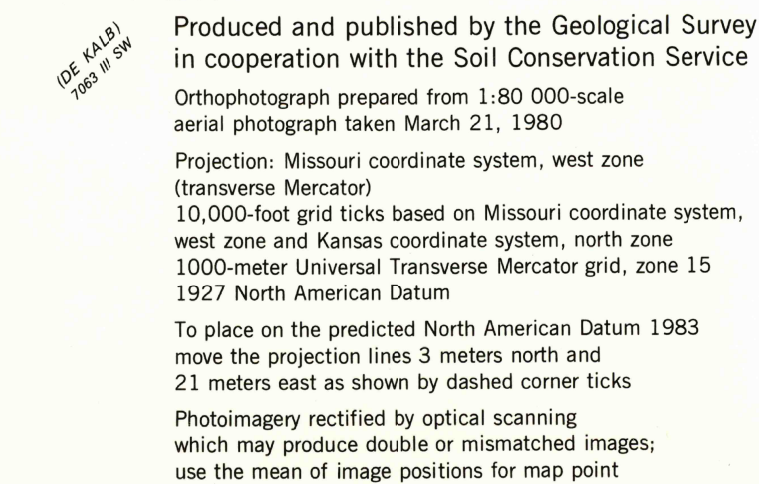 (DE KALB)
7063 III SW
Produced and published by the Geological Survey
in cooperation with the Soil Conservation Service
Orthophotograph prepared from 1:80 000-scale
aerial photograph taken March 21, 1980
Projection: Missouri coordinate system, west zone
(transverse Mercator)
10,000-foot grid ticks based on Missouri coordinate system,
west zone and Kansas coordinate system, north zone
1000-meter Universal Transverse Mercator grid, zone 15
1927 North American Datum
To place on the predicted North American Datum 1983
move the projection lines 3 meters north and
21 meters east as shown by dashed corner ticks
Photoimagery rectified by optical scanning
which may produce double or mismatched images;
use the mean of image positions for map point